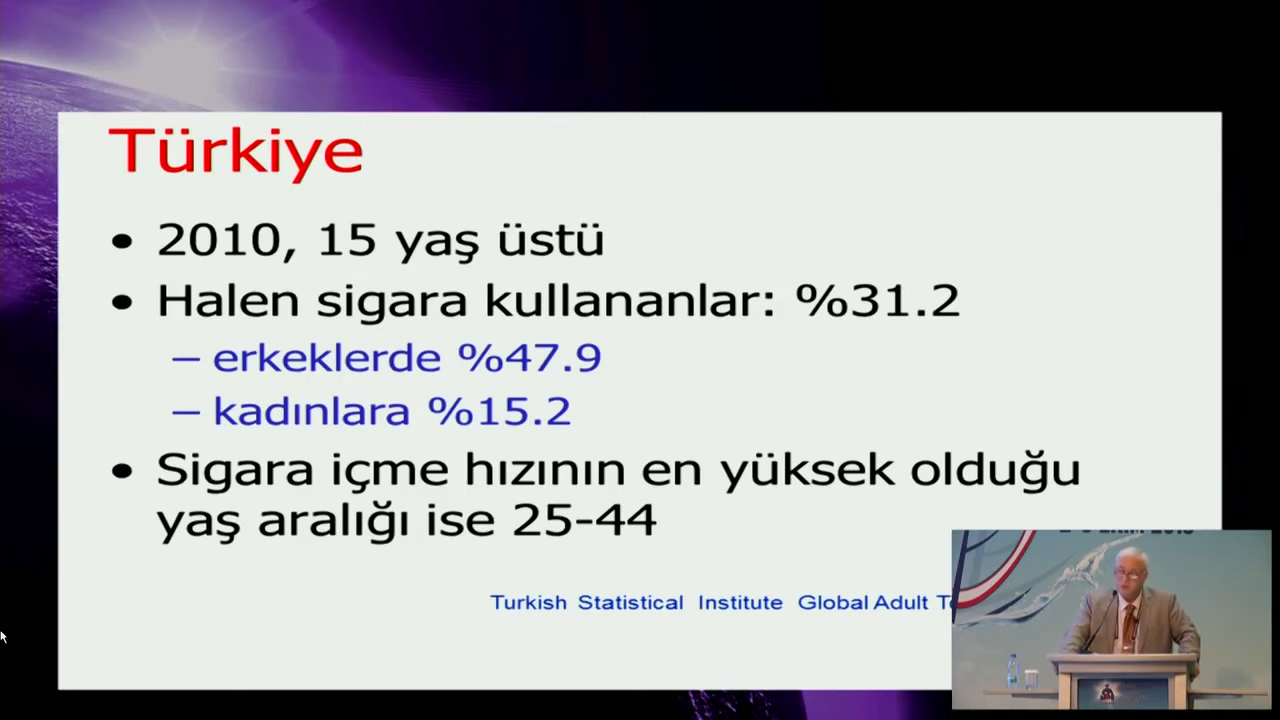 Türkiye
• 2010, 15 yaş üstü
• Halen sigara kullananlar: %31.2
– erkeklerde %47.9
– kadınlara %15.2
• Sigara içme hızının en yüksek olduğu
yaş aralığı ise 25-44
Turkish Statistical Institute Global Adult